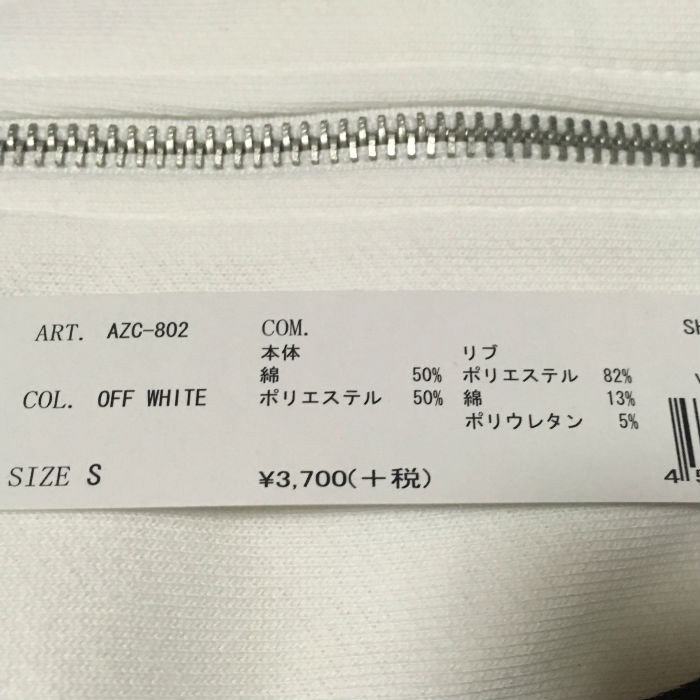 ART. AZC-802
COL. OFF WHITE
SIZE S
COM.
本体
綿 50%
ポリエステル 50%
リブ
ポリエステル 82%
綿 13%
ポリウレタン 5%
¥3,700(+税)